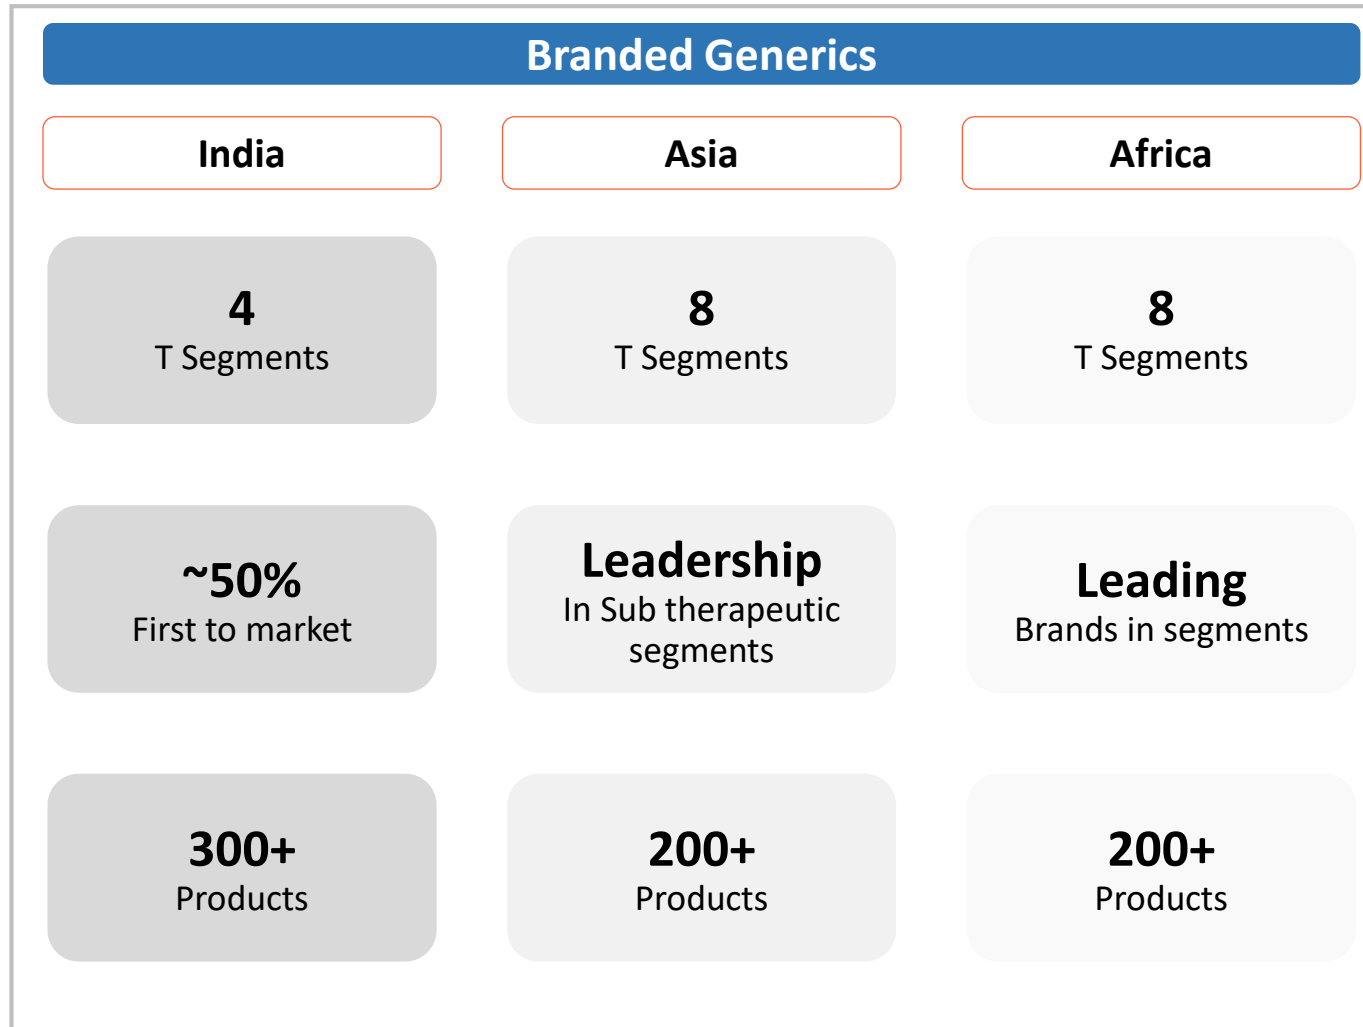 Branded Generics
India
Asia
Africa
4
T Segments
8
T Segments
8
T Segments
~50%
First to market
Leadership
In Sub therapeutic
segments
Leading
Brands in segments
300+
Products
200+
Products
200+
Products